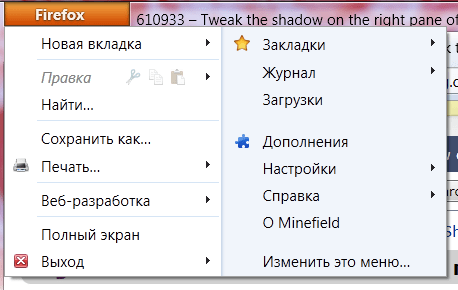 Firefox
610933 – Tweak the shadow on the right pane of
Новая вкладка
Правка
Найти...
Сохранить как...
Печать...
Веб-разработка
Полный экран
Выход
Закладки
Журнал
Загрузки
Дополнения
Настройки
Справка
О Minefield
Изменить это меню...